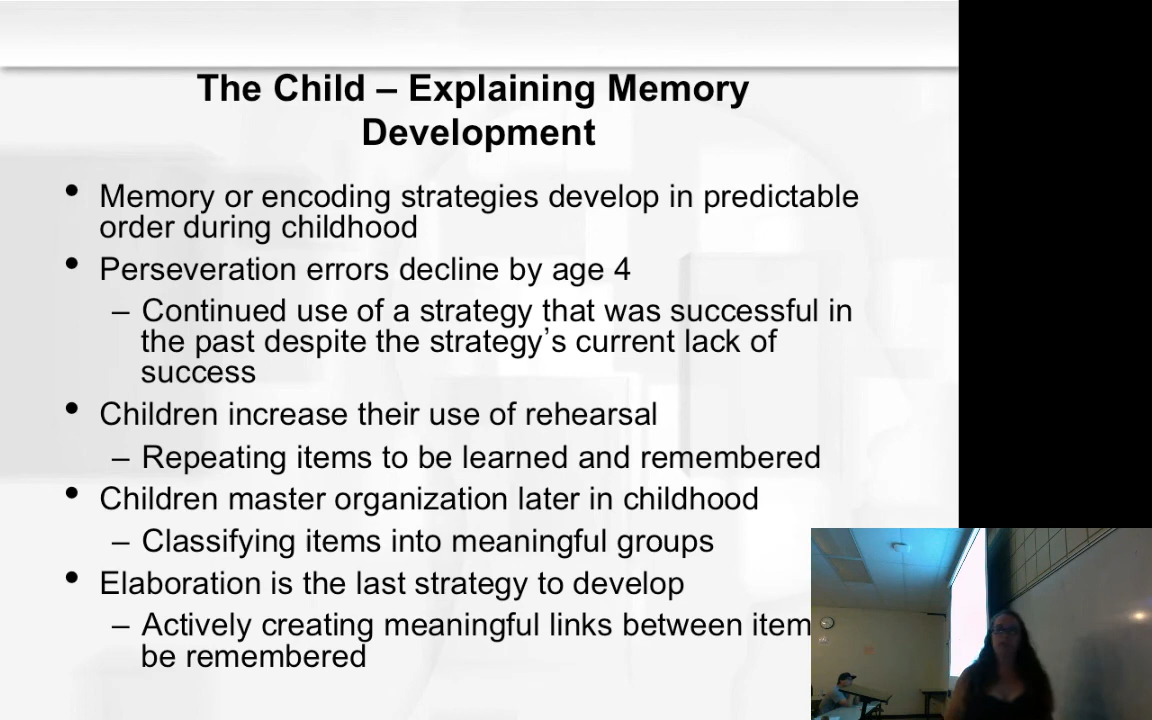 The Child – Explaining Memory
Development
• Memory or encoding strategies develop in predictable
order during childhood
• Perseveration errors decline by age 4
– Continued use of a strategy that was successful in
the past despite the strategy’s current lack of
success
• Children increase their use of rehearsal
– Repeating items to be learned and remembered
• Children master organization later in childhood
– Classifying items into meaningful groups
• Elaboration is the last strategy to develop
– Actively creating meaningful links between item
be remembered